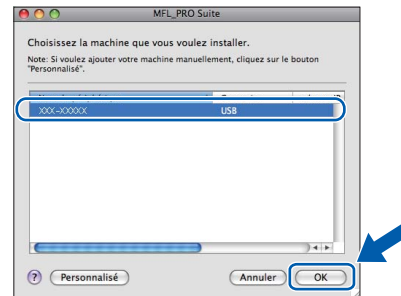 MFL_PRO Suite
Choisissez la machine que vous voulez installer.
Note: Si voulez ajouter votre machine manuellement, cliquez sur le bouton
"Personnalisé".
XXX-XXXXX USB
? Personnalisé Annuler OK